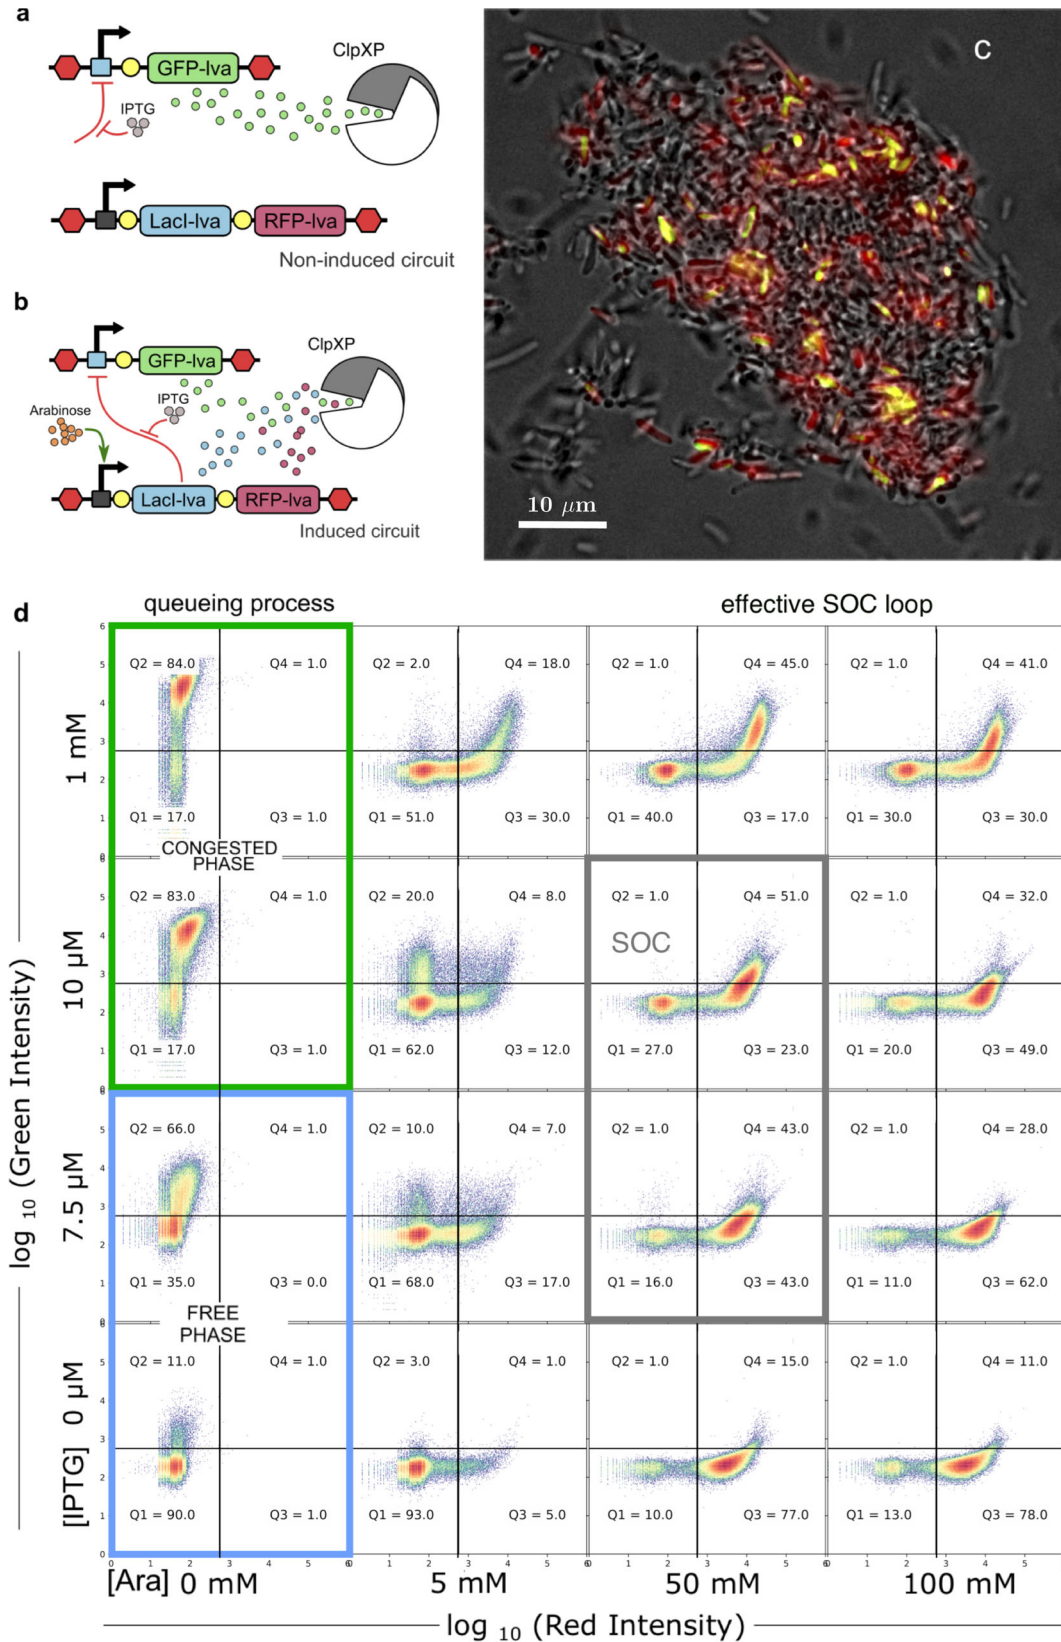 a
ClpXP
GFP-lva
IPTG
LacI-lva
RFP-lva
Non-induced circuit
b
ClpXP
GFP-lva
IPTG
Arabinose
LacI-lva
RFP-lva
Induced circuit
c
10 μm
d
queueing process
effective SOC loop
log 10 (Green Intensity)
1 mM
Q2 = 84.0
Q4 = 1.0
Q2 = 2.0
Q4 = 18.0
Q2 = 1.0
Q4 = 45.0
Q2 = 1.0
Q4 = 41.0
Q1 = 17.0
Q3 = 1.0
Q1 = 51.0
Q3 = 30.0
Q1 = 40.0
Q3 = 17.0
Q1 = 30.0
Q3 = 30.0
CONGESTED
PHASE
10 μM
Q2 = 83.0
Q4 = 1.0
Q2 = 20.0
Q4 = 8.0
Q2 = 1.0
Q4 = 51.0
Q2 = 1.0
Q4 = 32.0
SOC
Q1 = 17.0
Q3 = 1.0
Q1 = 62.0
Q3 = 12.0
Q1 = 27.0
Q3 = 23.0
Q1 = 20.0
Q3 = 49.0
7.5 μM
Q2 = 66.0
Q4 = 1.0
Q2 = 10.0
Q4 = 7.0
Q2 = 1.0
Q4 = 43.0
Q2 = 1.0
Q4 = 28.0
Q1 = 35.0
Q3 = 0.0
Q1 = 68.0
Q3 = 17.0
Q1 = 16.0
Q3 = 43.0
Q1 = 11.0
Q3 = 62.0
FREE
PHASE
[IPTG] 0 μM
Q2 = 11.0
Q4 = 1.0
Q2 = 3.0
Q4 = 1.0
Q2 = 1.0
Q4 = 15.0
Q2 = 1.0
Q4 = 11.0
Q1 = 90.0
Q3 = 1.0
Q1 = 93.0
Q3 = 5.0
Q1 = 10.0
Q3 = 77.0
Q1 = 13.0
Q3 = 78.0
[Ara] 0 mM
5 mM
50 mM
100 mM
log 10 (Red Intensity)